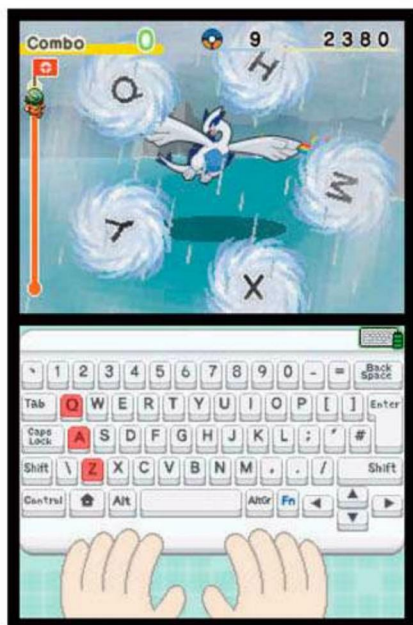 Combo 0 9 2380
Q H
M
Y
X
` 1 2 3 4 5 6 7 8 9 0 - = Back Space
Tab Q W E R T Y U I O P [ ] Enter
Caps Lock A S D F G H J K L ; ' #
Shift \ Z X C V B N M , . / Shift
Control Alt AltGr Fn